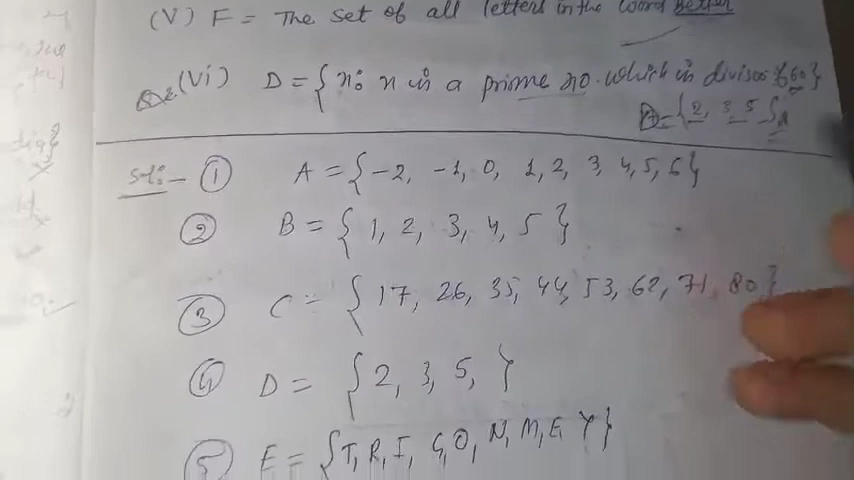 (V) F = The set of all letters in the word Better
(Vi) D = {x: x is a prime no. which is divisor of 60}
D = {2, 3, 5}
Sol: - ① A = {-2, -1, 0, 1, 2, 3, 4, 5, 6}
② B = {1, 2, 3, 4, 5}
③ C = {17, 26, 35, 44, 53, 62, 71, 80}
④ D = {2, 3, 5, }
⑤ E = {T, R, I, G, O, N, M, E, Y}